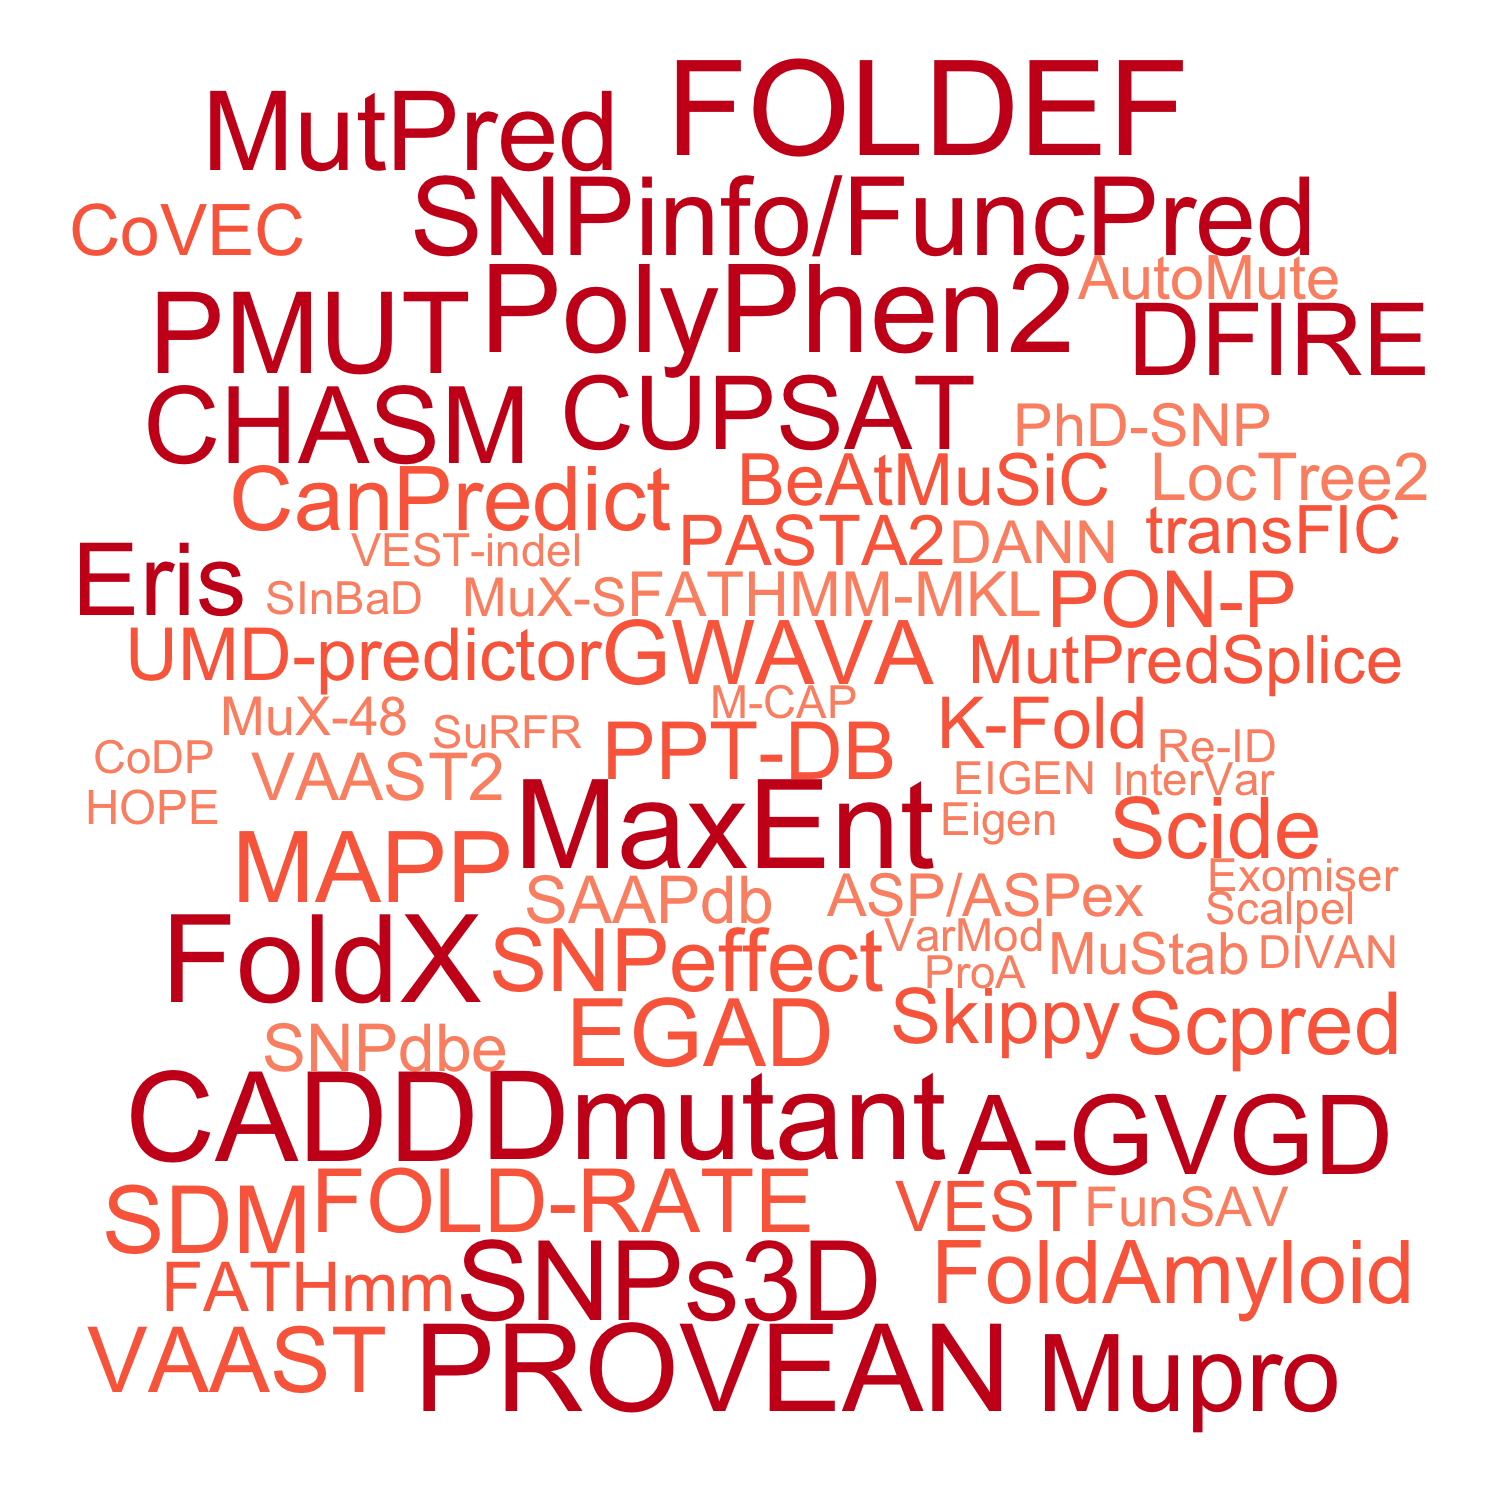 MutPred FOLDEF
CoVEC SNPinfo/FuncPred
PMUT PolyPhen2 AutoMute
DFIRE
CHASM CUPSAT PhD-SNP
CanPredict BeAtMuSiC LocTree2
VEST-indel PASTA2 DANN transFIC
Eris SInBaD MuX-S FATHMM-MKL PON-P
UMD-predictor GWAVA MutPredSplice
MuX-48 SuRFR M-CAP K-Fold
CoDP VAAST2 PPT-DB Re-ID
HOPE EIGEN InterVar
MaxEnt Eigen Scide
MAPP SAAPdb ASP/ASPex Exomiser
Scalpel
FoldX SNPeffect VarMod MuStab DIVAN
ProA
SNPdbe EGAD Skippy Scpred
CADD Dmutant A-GVGD
SDM FOLD-RATE VEST FunSAV
FATHmm SNPs3D FoldAmyloid
VAAST PROVEAN Mupro